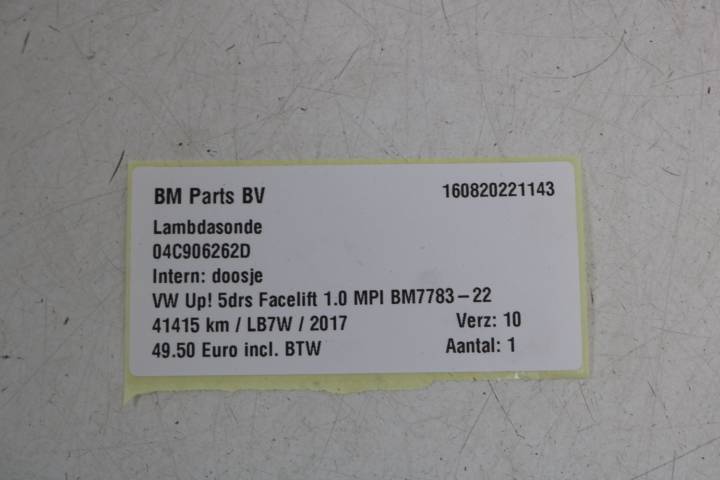 BM Parts BV 160820221143
Lambdasonde
04C906262D
Intern: doosje
VW Up! 5drs Facelift 1.0 MPI BM7783-22
41415 km / LB7W / 2017 Verz: 10
49.50 Euro incl. BTW Aantal: 1